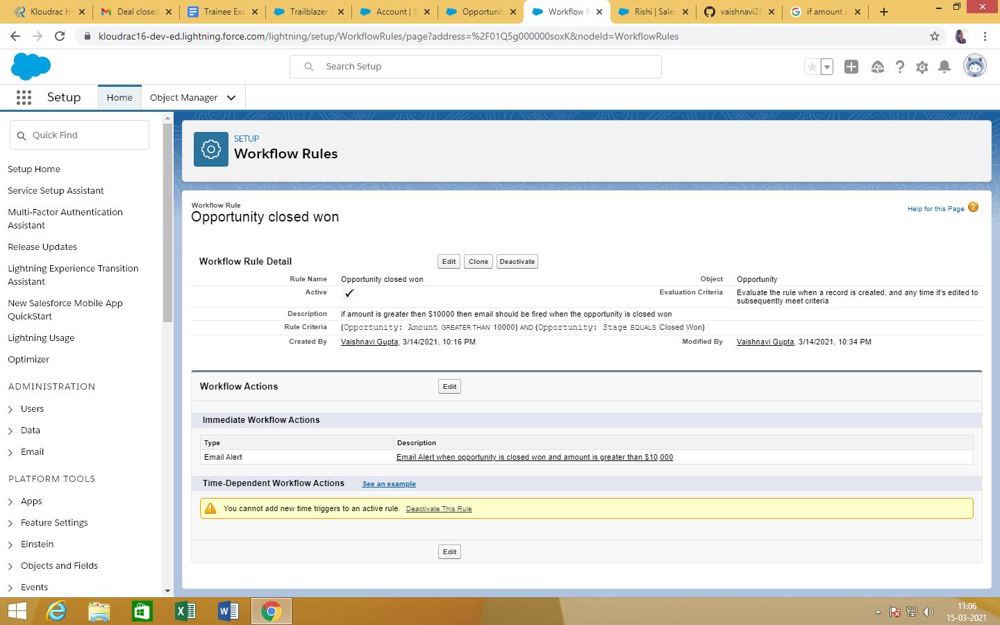 Kloudrac H
Deal closed
Trainee Exa
Trailblazer
Account | S
Opportunit
Workflow R
Rishi | Sales
vaishnavi28
if amount i
kloudrac16-dev-ed.lightning.force.com/lightning/setup/WorkflowRules/page?address=%2F01Q5g000000soxK&nodeId=WorkflowRules
Search Setup
Setup
Home
Object Manager
Quick Find
Setup Home
Service Setup Assistant
Multi-Factor Authentication
Assistant
Release Updates
Lightning Experience Transition
Assistant
New Salesforce Mobile App
QuickStart
Lightning Usage
Optimizer
ADMINISTRATION
Users
Data
Email
PLATFORM TOOLS
Apps
Feature Settings
Einstein
Objects and Fields
Events
SETUP
Workflow Rules
Workflow Rule
Opportunity closed won
Help for this Page
Workflow Rule Detail
Edit Clone Deactivate
Rule Name Opportunity closed won Object Opportunity
Active Evaluation Criteria Evaluate the rule when a record is created, and any time it's edited to
subsequently meet criteria
Description if amount is greater then $10000 then email should be fired when the opportunity is closed won
Rule Criteria (Opportunity: Amount GREATER THAN 10000) AND (Opportunity: Stage EQUALS Closed Won)
Created By Vaishnavi Gupta, 3/14/2021, 10:16 PM Modified By Vaishnavi Gupta, 3/14/2021, 10:34 PM
Workflow Actions Edit
Immediate Workflow Actions
Type Description
Email Alert Email Alert when opportunity is closed won and amount is greater than $10,000
Time-Dependent Workflow Actions See an example
You cannot add new time triggers to an active rule. Deactivate This Rule
Edit
11:06
15-03-2021